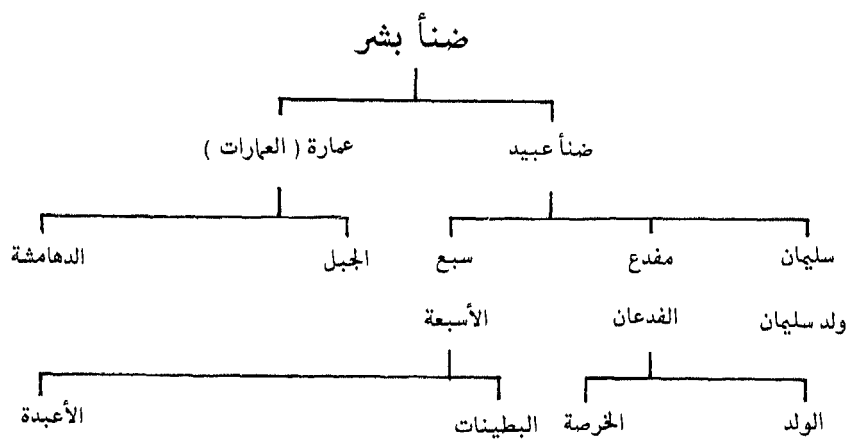 ضنأ بشر
ضنأ عبيد
عمارة ( العمارات )
سليمان
مفدع
سبع
الجبل
الدهامشة
ولد سليمان
الفدعان
الأسبعة
الولد
الخرصة
البطينات
الأعبدة